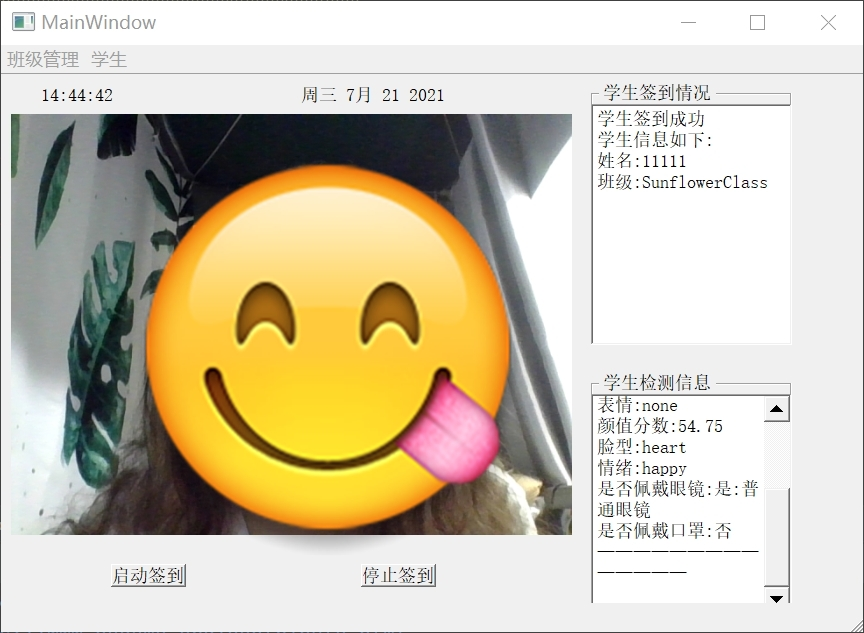 MainWindow
班级管理 学生
14:44:42
周三 7月 21 2021
学生签到情况
学生签到成功
学生信息如下:
姓名:11111
班级:SunflowerClass
学生检测信息
表情:none
颜值分数:54.75
脸型:heart
情绪:happy
是否佩戴眼镜:是:普
通眼镜
是否佩戴口罩:否
—————————
—————
启动签到
停止签到